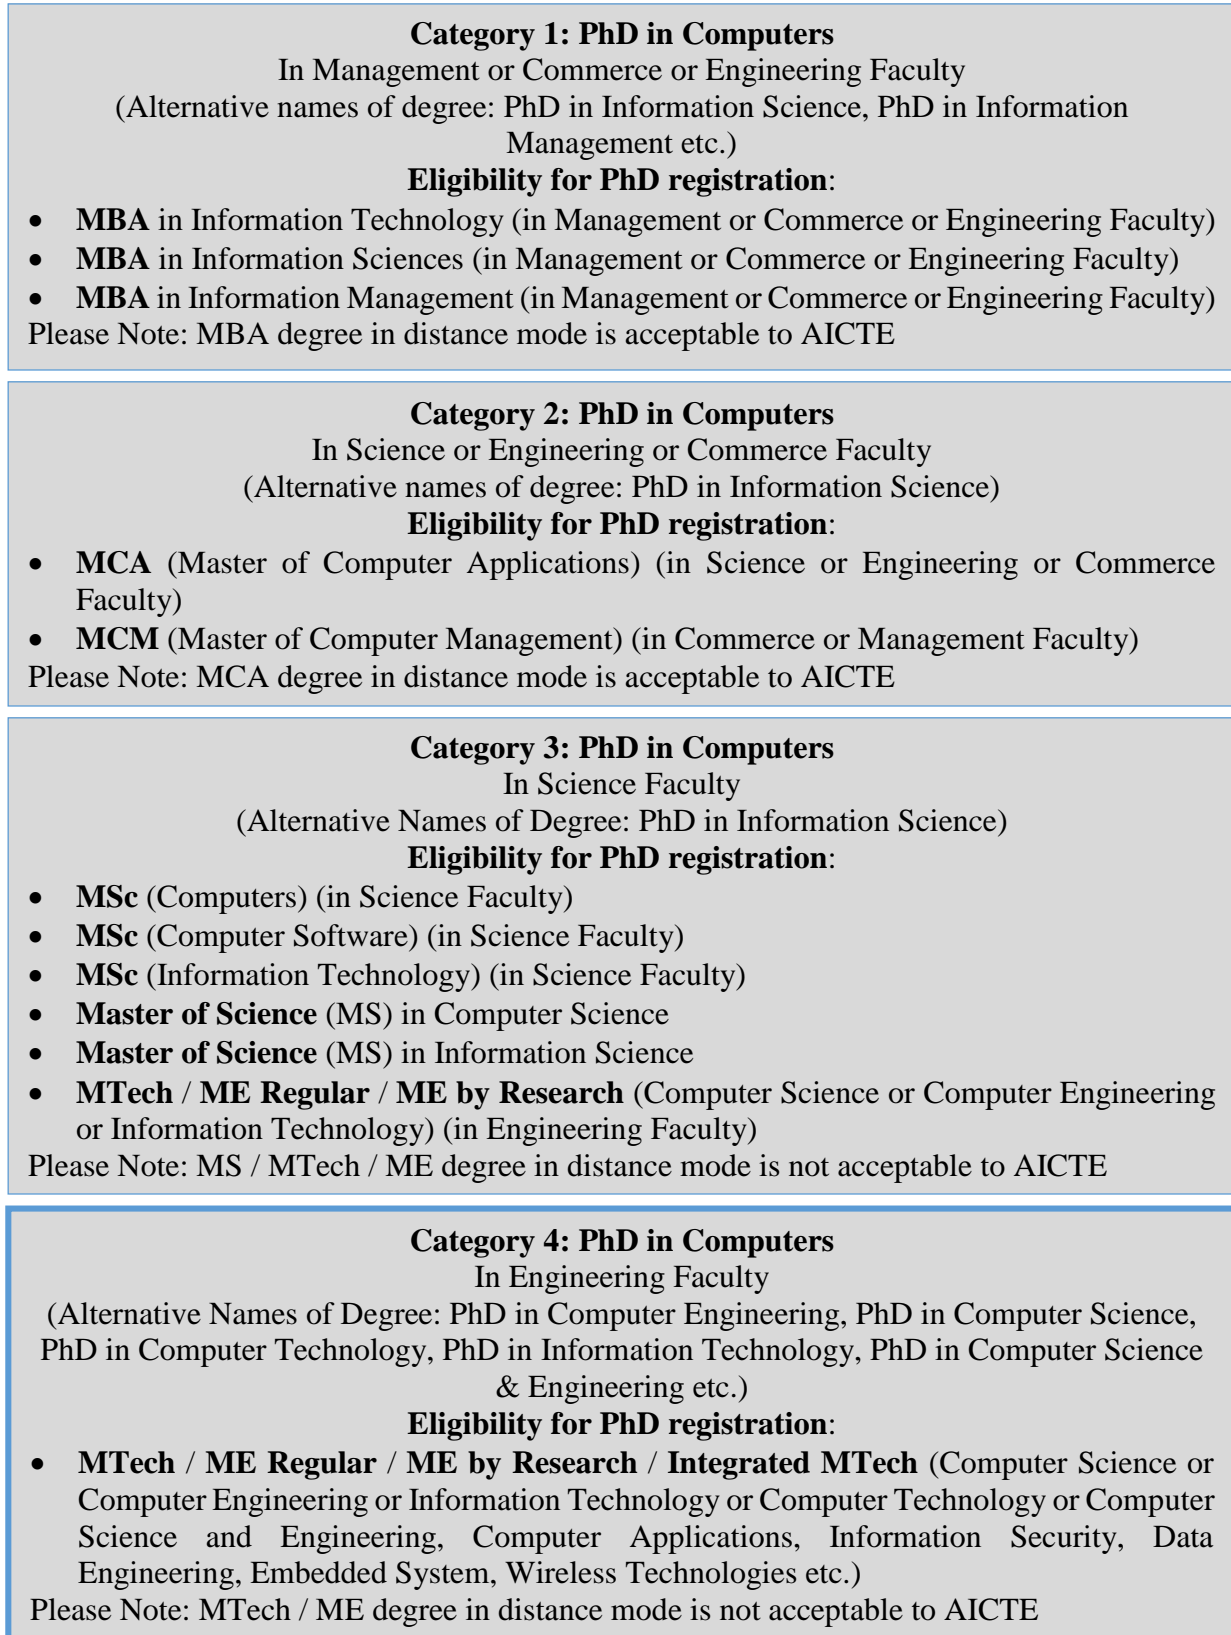 Category 1: PhD in Computers
In Management or Commerce or Engineering Faculty
(Alternative names of degree: PhD in Information Science, PhD in Information
Management etc.)
Eligibility for PhD registration:
• MBA in Information Technology (in Management or Commerce or Engineering Faculty)
• MBA in Information Sciences (in Management or Commerce or Engineering Faculty)
• MBA in Information Management (in Management or Commerce or Engineering Faculty)
Please Note: MBA degree in distance mode is acceptable to AICTE
Category 2: PhD in Computers
In Science or Engineering or Commerce Faculty
(Alternative names of degree: PhD in Information Science)
Eligibility for PhD registration:
• MCA (Master of Computer Applications) (in Science or Engineering or Commerce
Faculty)
• MCM (Master of Computer Management) (in Commerce or Management Faculty)
Please Note: MCA degree in distance mode is acceptable to AICTE
Category 3: PhD in Computers
In Science Faculty
(Alternative Names of Degree: PhD in Information Science)
Eligibility for PhD registration:
• MSc (Computers) (in Science Faculty)
• MSc (Computer Software) (in Science Faculty)
• MSc (Information Technology) (in Science Faculty)
• Master of Science (MS) in Computer Science
• Master of Science (MS) in Information Science
• MTech / ME Regular / ME by Research (Computer Science or Computer Engineering
or Information Technology) (in Engineering Faculty)
Please Note: MS / MTech / ME degree in distance mode is not acceptable to AICTE
Category 4: PhD in Computers
In Engineering Faculty
(Alternative Names of Degree: PhD in Computer Engineering, PhD in Computer Science,
PhD in Computer Technology, PhD in Information Technology, PhD in Computer Science
& Engineering etc.)
Eligibility for PhD registration:
• MTech / ME Regular / ME by Research / Integrated MTech (Computer Science or
Computer Engineering or Information Technology or Computer Technology or Computer
Science and Engineering, Computer Applications, Information Security, Data
Engineering, Embedded System, Wireless Technologies etc.)
Please Note: MTech / ME degree in distance mode is not acceptable to AICTE